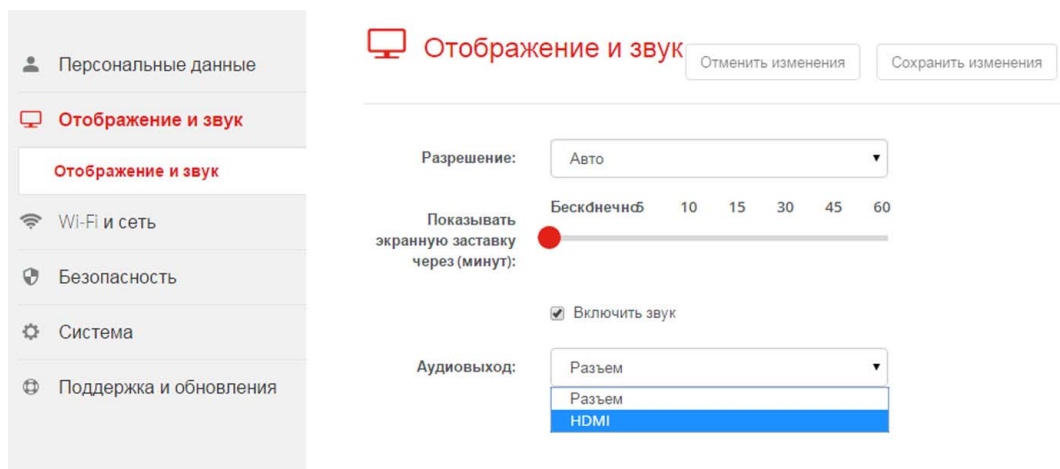 Персональные данные
Отображение и звук
Отображение и звук
Wi-Fi и сеть
Безопасность
Система
Поддержка и обновления
Отображение и звук
Отменить изменения
Сохранить изменения
Разрешение:
Авто
Показывать
экранную заставку
через (минут):
Бесконечно 5 10 15 30 45 60
Включить звук
Аудиовыход:
Разъем
Разъем
HDMI